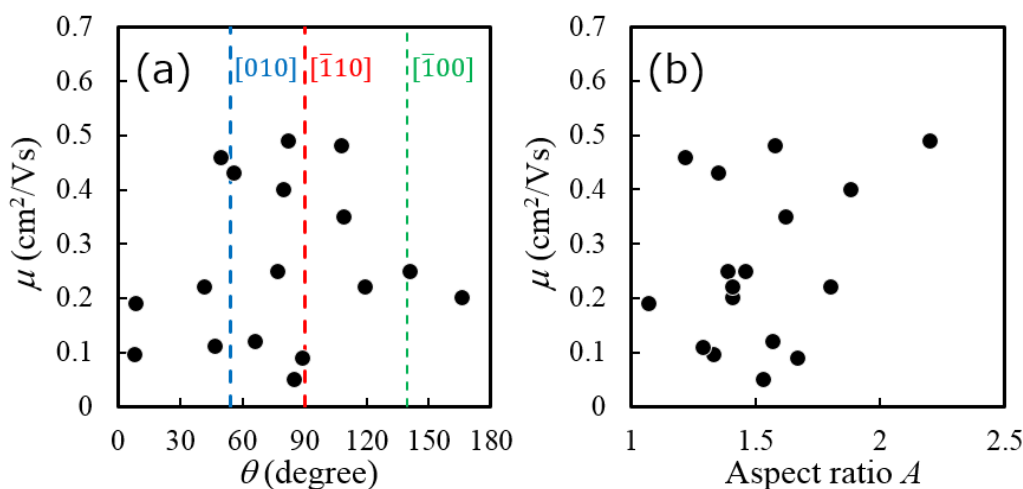 0.7
0.6
0.5
0.4
0.3
0.2
0.1
0
μ (cm²/Vs)
(a)
[010]
[1̅10]
[1̅00]
0 30 60 90 120 150 180
θ (degree)
0.7
0.6
0.5
0.4
0.3
0.2
0.1
0
μ (cm²/Vs)
(b)
1 1.5 2 2.5
Aspect ratio A